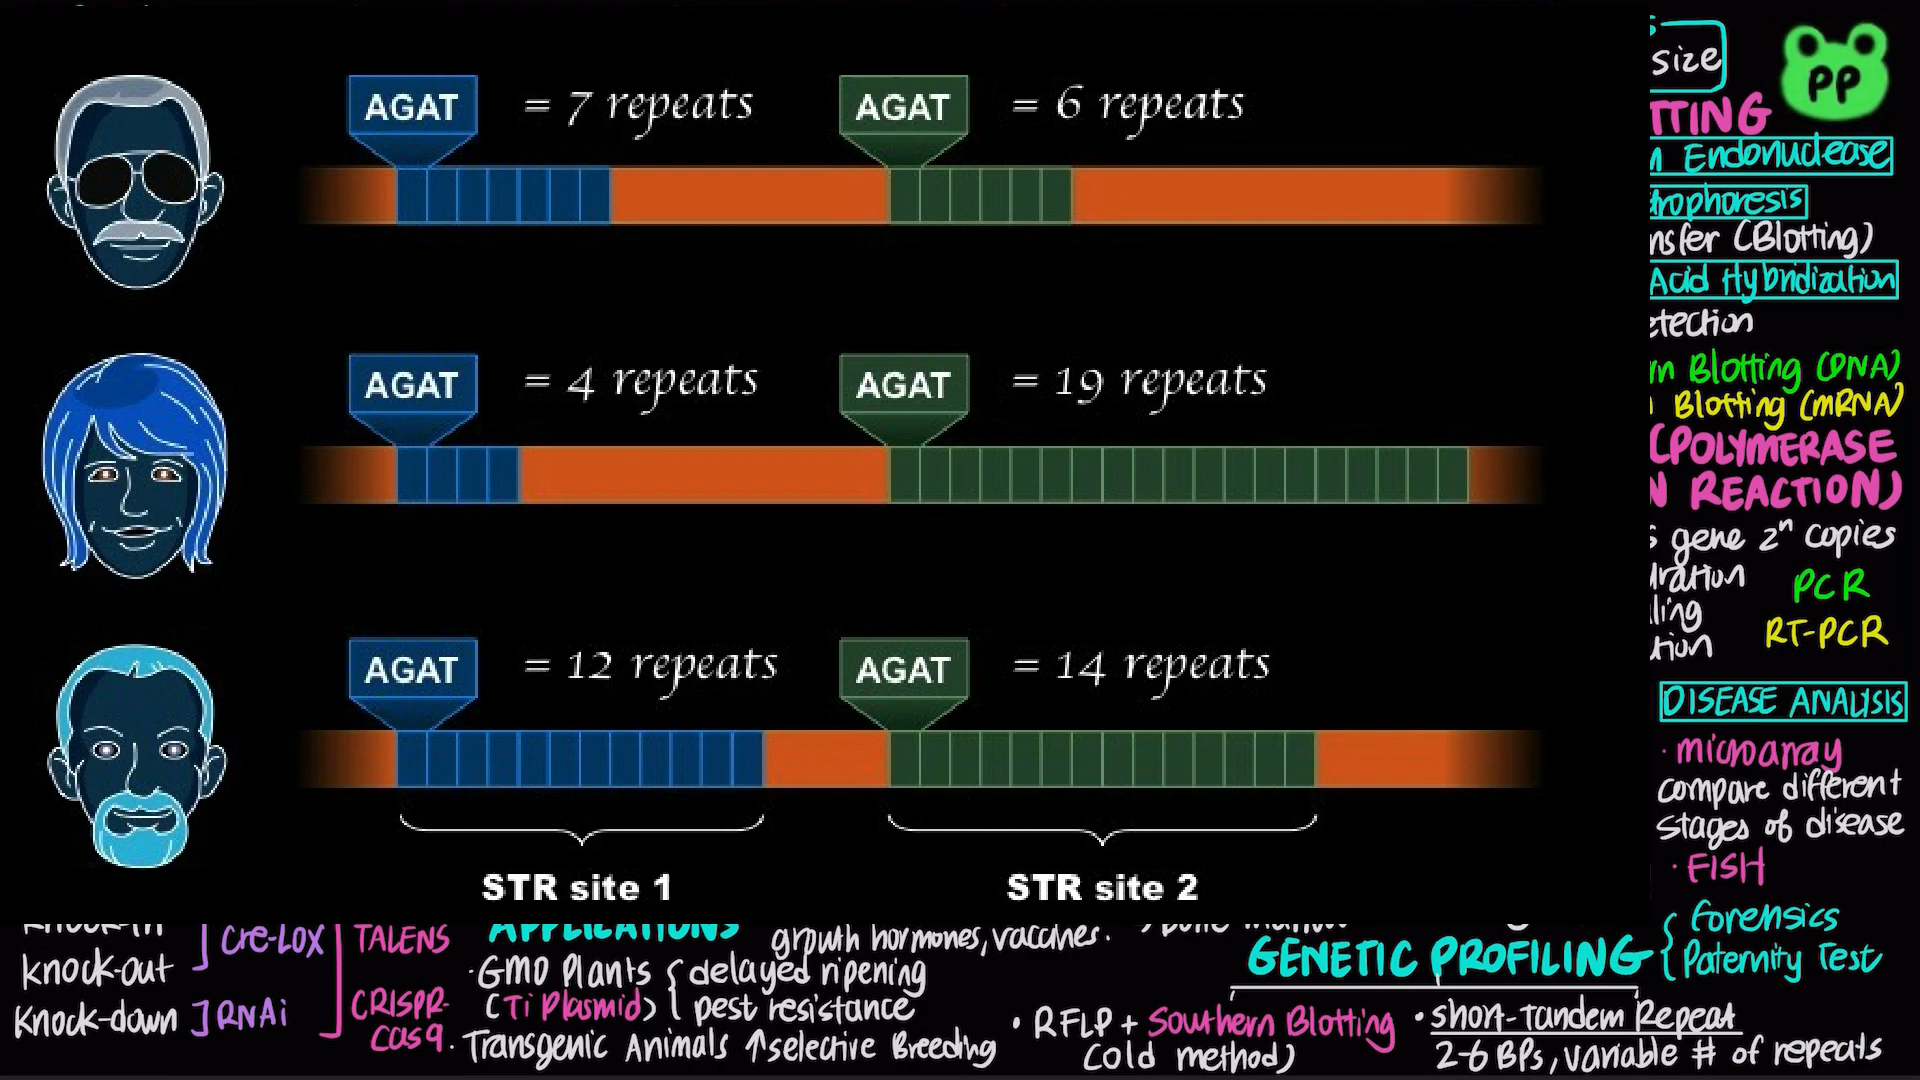 AGAT = 7 repeats AGAT = 6 repeats
AGAT = 4 repeats AGAT = 19 repeats
AGAT = 12 repeats AGAT = 14 repeats
STR site 1 STR site 2
size
PP
TTING
Endonuclease
trophoresis
nsfer (Blotting)
Acid Hybridization
etection
rn Blotting (DNA)
Blotting (mRNA)
(POLYMERASE
N REACTION)
s gene 2ⁿ copies
PCR
RT-PCR
DISEASE ANALYSIS
· microarray
compare different
stages of disease
· FISH
knock-out
Knock-down
Cre-Lox
RNAi
TALENS
CRISPR-
Cas9.
APPLICATIONS
growth hormones, vaccines.
· GMO Plants { delayed ripening
(Ti Plasmid) pest resistance
· Transgenic Animals ↑selective Breeding
GENETIC PROFILING { Forensics
Paternity Test
• RFLP + Southern Blotting
(old method)
• short-tandem Repeat
2-6 BPs, variable # of repeats